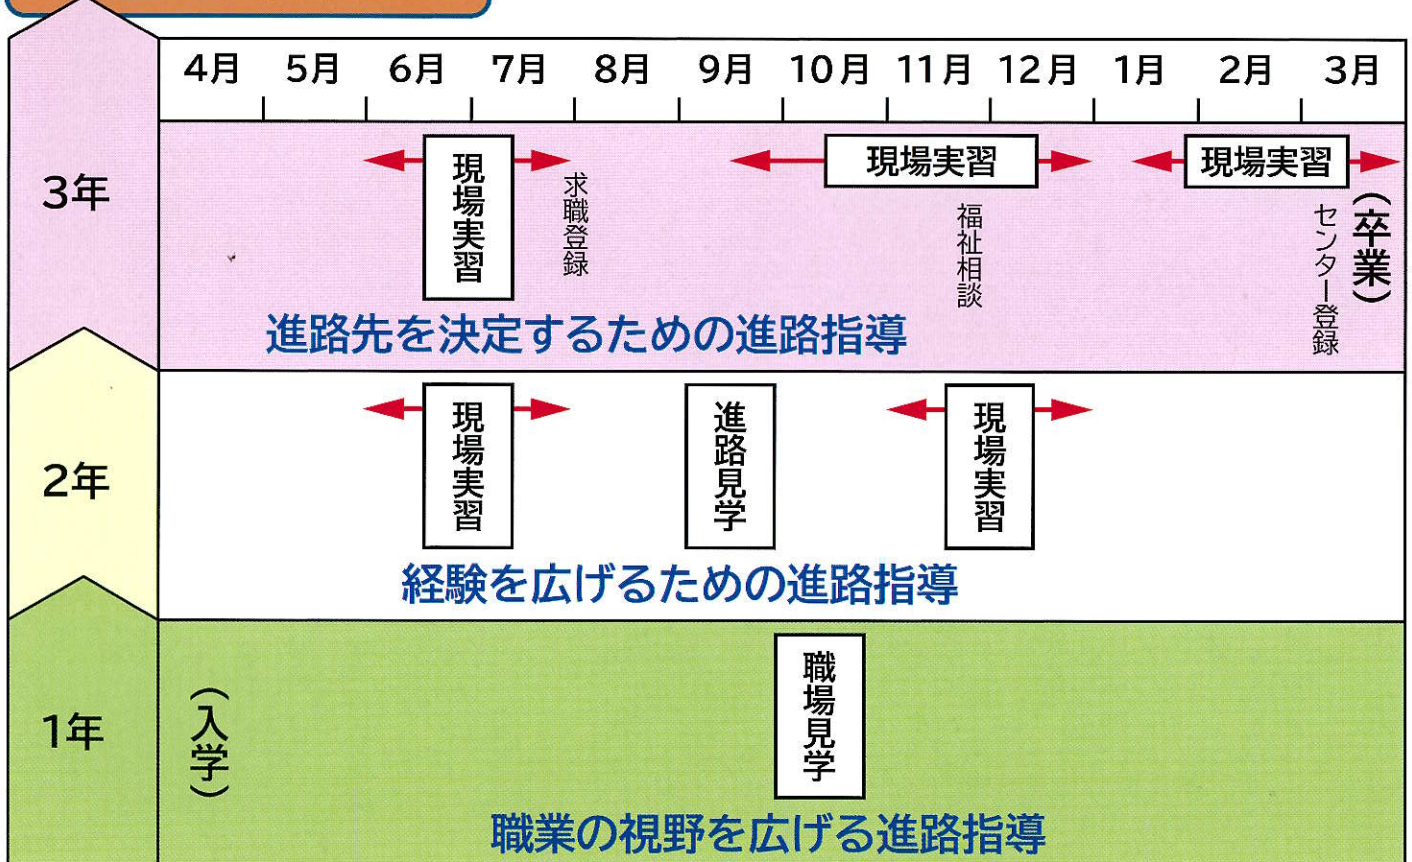 4月 5月 6月 7月 8月 9月 10月 11月 12月 1月 2月 3月
3年
現場実習
求職登録
現場実習
福祉相談
現場実習
センター登録
（卒業）
進路先を決定するための進路指導
2年
現場実習
進路見学
現場実習
経験を広げるための進路指導
1年
（入学）
職場見学
職業の視野を広げる進路指導